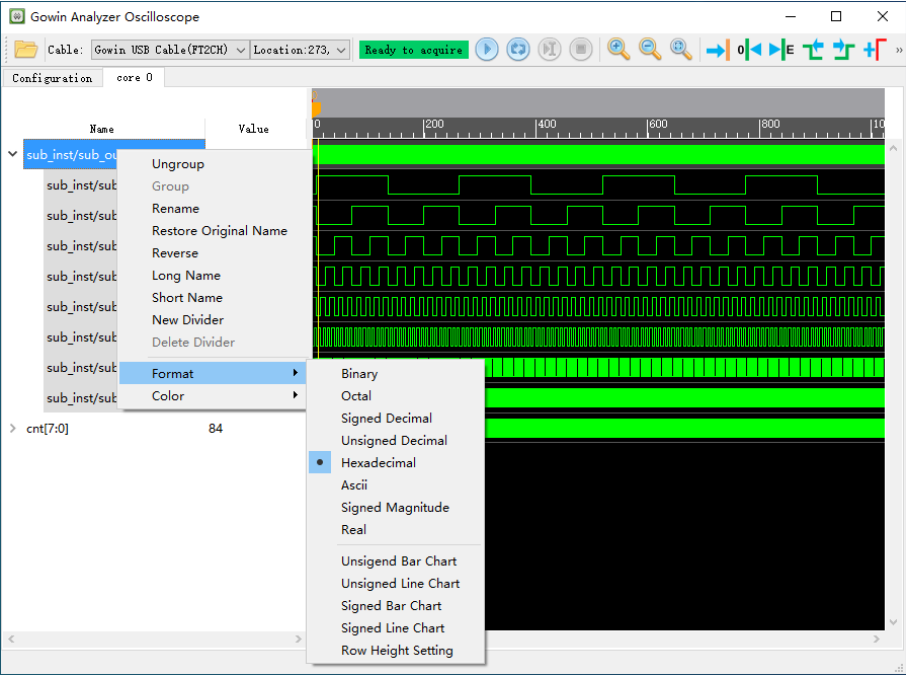 Gowin Analyzer Oscilloscope
Cable: Gowin USB Cable(FT2CH) Location:273, Ready to acquire
Configuration core 0
Name Value
0 200 400 600 800 10
sub_inst/sub_ou
sub_inst/sub
sub_inst/sub
sub_inst/sub
sub_inst/sub
sub_inst/sub
sub_inst/sub
sub_inst/sub
sub_inst/sub
cnt[7:0] 84
Ungroup
Group
Rename
Restore Original Name
Reverse
Long Name
Short Name
New Divider
Delete Divider
Format
Color
Binary
Octal
Signed Decimal
Unsigned Decimal
Hexadecimal
Ascii
Signed Magnitude
Real
Unsigend Bar Chart
Unsigned Line Chart
Signed Bar Chart
Signed Line Chart
Row Height Setting